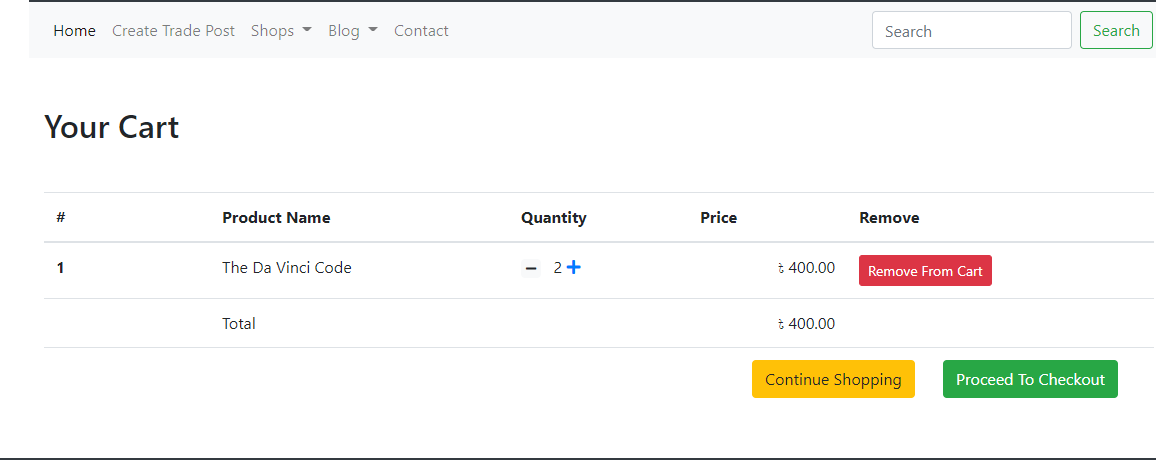 Home Create Trade Post Shops Blog Contact Search Search
Your Cart
# Product Name Quantity Price Remove
1 The Da Vinci Code − 2 + ৳ 400.00 Remove From Cart
Total ৳ 400.00
Continue Shopping Proceed To Checkout